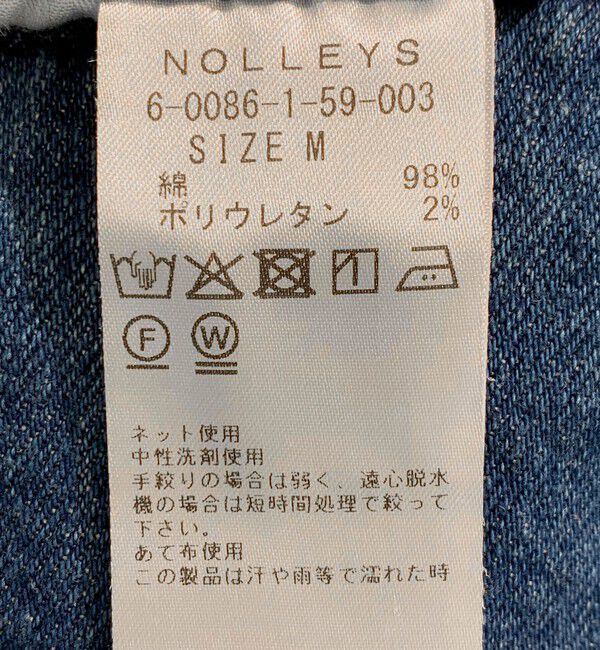 NOLLEYS
6-0086-1-59-003
SIZE M
綿 98%
ポリウレタン 2%
F W
ネット使用
中性洗剤使用
手絞りの場合は弱く、遠心脱水
機の場合は短時間処理で絞って
下さい。
あて布使用
この製品は汗や雨等で濡れた時